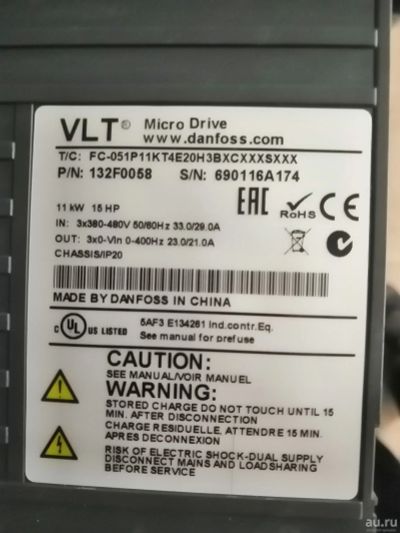 VLT® Micro Drive
www.danfoss.com
T/C: FC-051P11KT4E20H3BXCXXXSXXX
P/N: 132F0058 S/N: 690116A174
11 kW 15 HP
IN: 3x380-480V 50/60Hz 33.0/29.0A
OUT: 3x0-Vin 0-400Hz 23.0/21.0A
CHASSIS/IP20
EAC RoHS CE
MADE BY DANFOSS IN CHINA
c UL US LISTED 5AF3 E134261 Ind.contr.Eq.
See manual for prefuse
CAUTION:
SEE MANUAL/VOIR MANUEL
WARNING:
STORED CHARGE DO NOT TOUCH UNTIL 15
MIN. AFTER DISCONNECTION
CHARGE RESIDUELLE, ATTENDRE 15 MIN.
APRES DECONNEXION
RISK OF ELECTRIC SHOCK-DUAL SUPPLY
DISCONNECT MAINS AND LOADSHARING
BEFORE SERVICE
au.ru